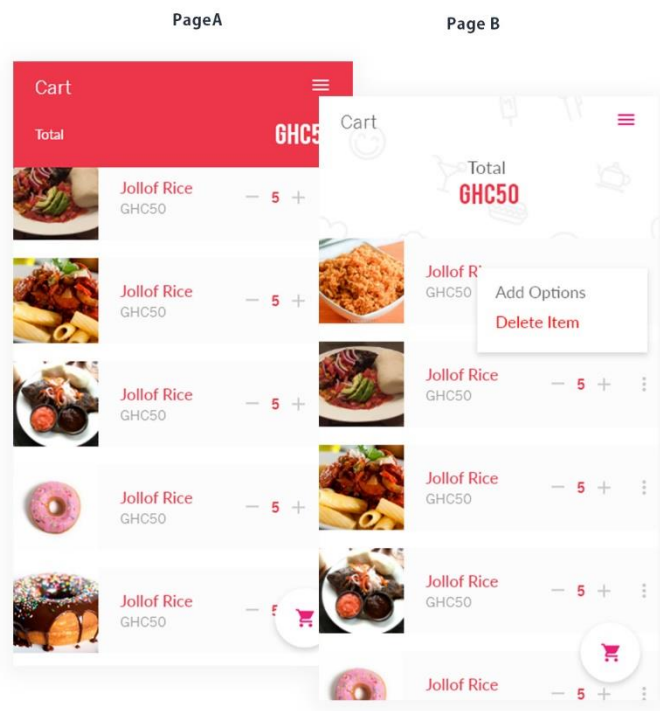 PageA
Cart
Total
GHC5
Jollof Rice
GHC50
5
Jollof Rice
GHC50
5
Jollof Rice
GHC50
5
Jollof Rice
GHC50
5
Jollof Rice
GHC50
5
Page B
Cart
Total
GHC50
Jollof R
GHC50
Add Options
Delete Item
Jollof Rice
GHC50
5
Jollof Rice
GHC50
5
Jollof Rice
GHC50
5
Jollof Rice
5